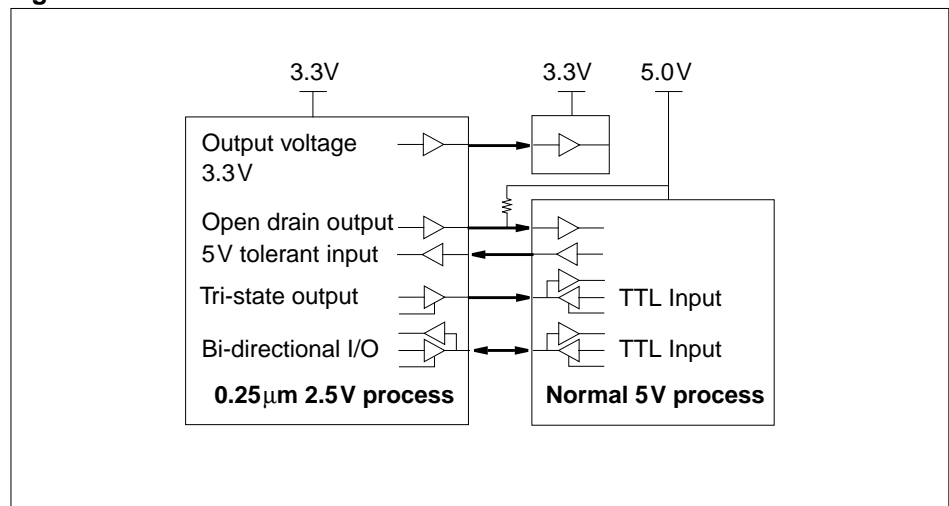 3.3V
3.3V
5.0V
Output voltage
3.3V
Open drain output
5V tolerant input
Tri-state output
TTL Input
Bi-directional I/O
TTL Input
0.25μm 2.5V process
Normal 5V process